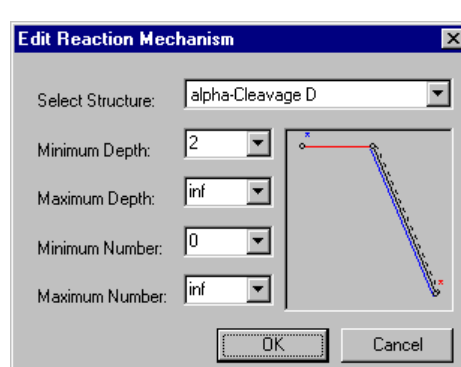 Edit Reaction Mechanism
Select Structure: alpha-Cleavage D
Minimum Depth: 2
Maximum Depth: inf
Minimum Number: 0
Maximum Number: inf
x
x
OK Cancel